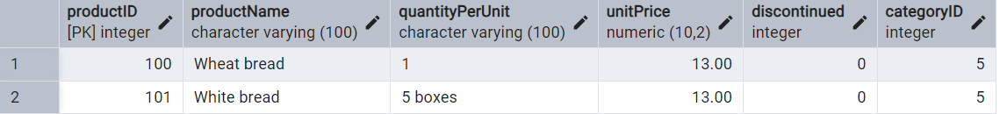 productID productName quantityPerUnit unitPrice discontinued categoryID
[PK] integer character varying (100) character varying (100) numeric (10,2) integer integer
1 100 Wheat bread 1 13.00 0 5
2 101 White bread 5 boxes 13.00 0 5